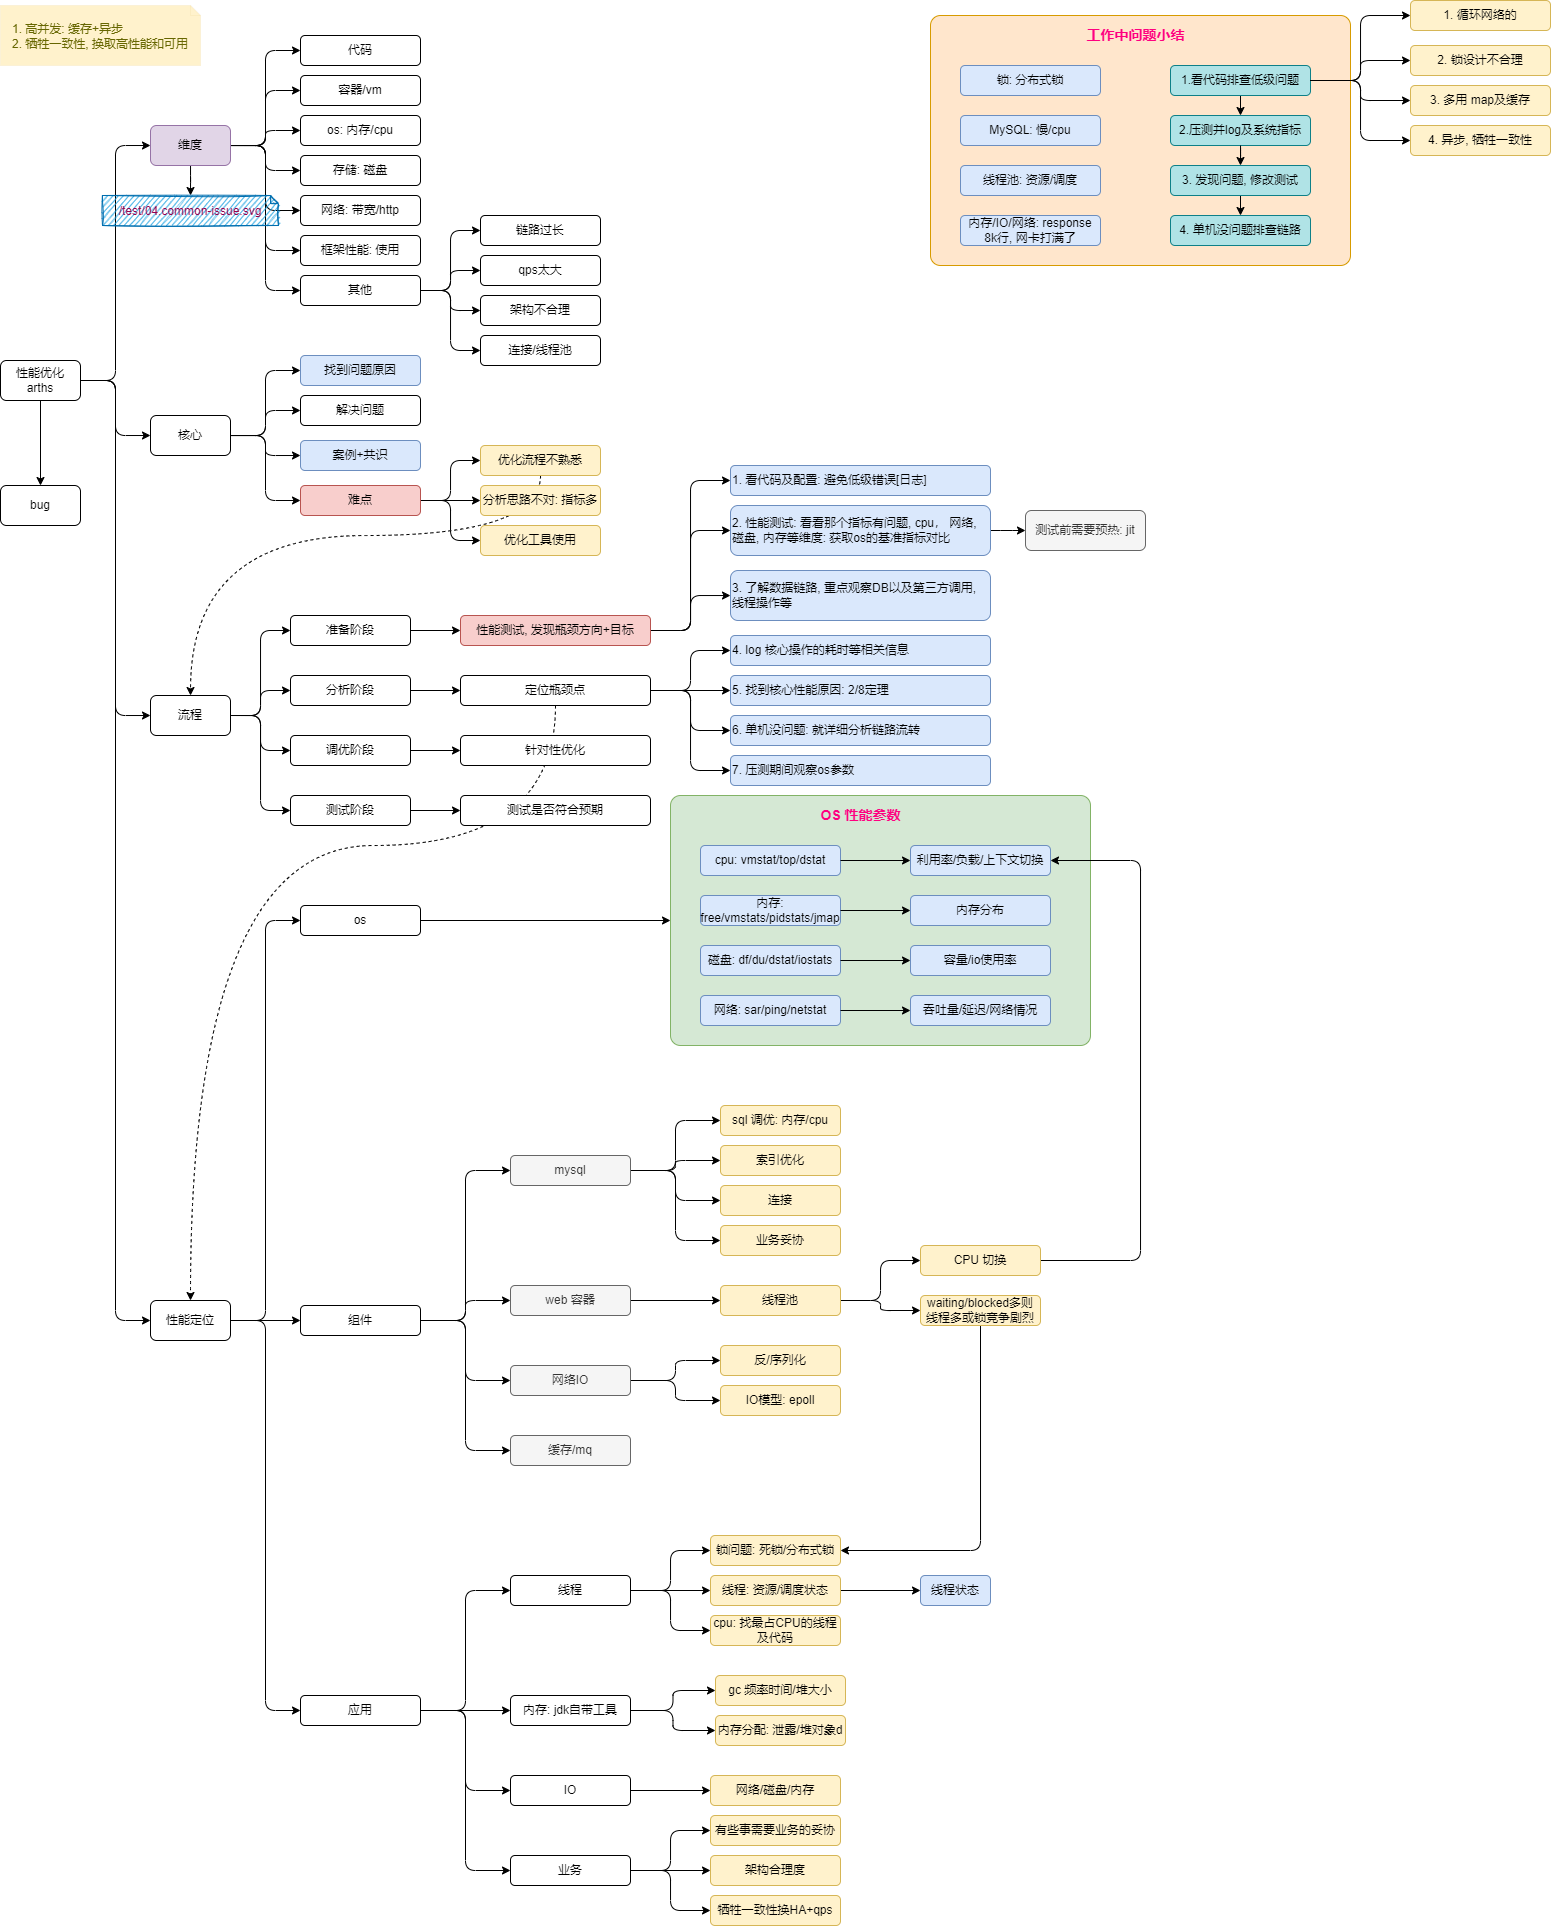 1. 高并发: 缓存+异步
2. 牺牲一致性, 换取高性能和可用
性能优化
arths
bug
维度
/test/04.common-issue.svg
代码
容器/vm
os: 内存/cpu
存储: 磁盘
网络: 带宽/http
框架性能: 使用
其他
链路过长
qps太大
架构不合理
连接/线程池
工作中问题小结
锁: 分布式锁
MySQL: 慢/cpu
线程池: 资源/调度
内存/IO/网络: response
8k行, 网卡打满了
1.看代码排查低级问题
2.压测并log及系统指标
3. 发现问题, 修改测试
4. 单机没问题排查链路
1. 循环网络的
2. 锁设计不合理
3. 多用 map及缓存
4. 异步, 牺牲一致性
核心
找到问题原因
解决问题
案例+共识
难点
优化流程不熟悉
分析思路不对: 指标多
优化工具使用
流程
准备阶段
性能测试, 发现瓶颈方向+目标
1. 看代码及配置: 避免低级错误[日志]
2. 性能测试: 看看那个指标有问题, cpu， 网络,
磁盘, 内存等维度: 获取os的基准指标对比
测试前需要预热: jit
3. 了解数据链路, 重点观察DB以及第三方调用,
线程操作等
分析阶段
定位瓶颈点
4. log 核心操作的耗时等相关信息
5. 找到核心性能原因: 2/8定理
6. 单机没问题: 就详细分析链路流转
7. 压测期间观察os参数
调优阶段
针对性优化
测试阶段
测试是否符合预期
性能定位
os
OS 性能参数
cpu: vmstat/top/dstat
利用率/负载/上下文切换
内存:
free/vmstats/pidstats/jmap
内存分布
磁盘: df/du/dstat/iostats
容量/io使用率
网络: sar/ping/netstat
吞吐量/延迟/网络情况
组件
mysql
sql 调优: 内存/cpu
索引优化
连接
业务妥协
web 容器
线程池
CPU 切换
waiting/blocked多则
线程多或锁竞争剧烈
网络IO
反/序列化
IO模型: epoll
缓存/mq
应用
线程
锁问题: 死锁/分布式锁
线程: 资源/调度状态
线程状态
cpu: 找最占CPU的线程
及代码
内存: jdk自带工具
gc 频率时间/堆大小
内存分配: 泄露/堆对象d
IO
网络/磁盘/内存
业务
有些事需要业务的妥协
架构合理度
牺牲一致性换HA+qps